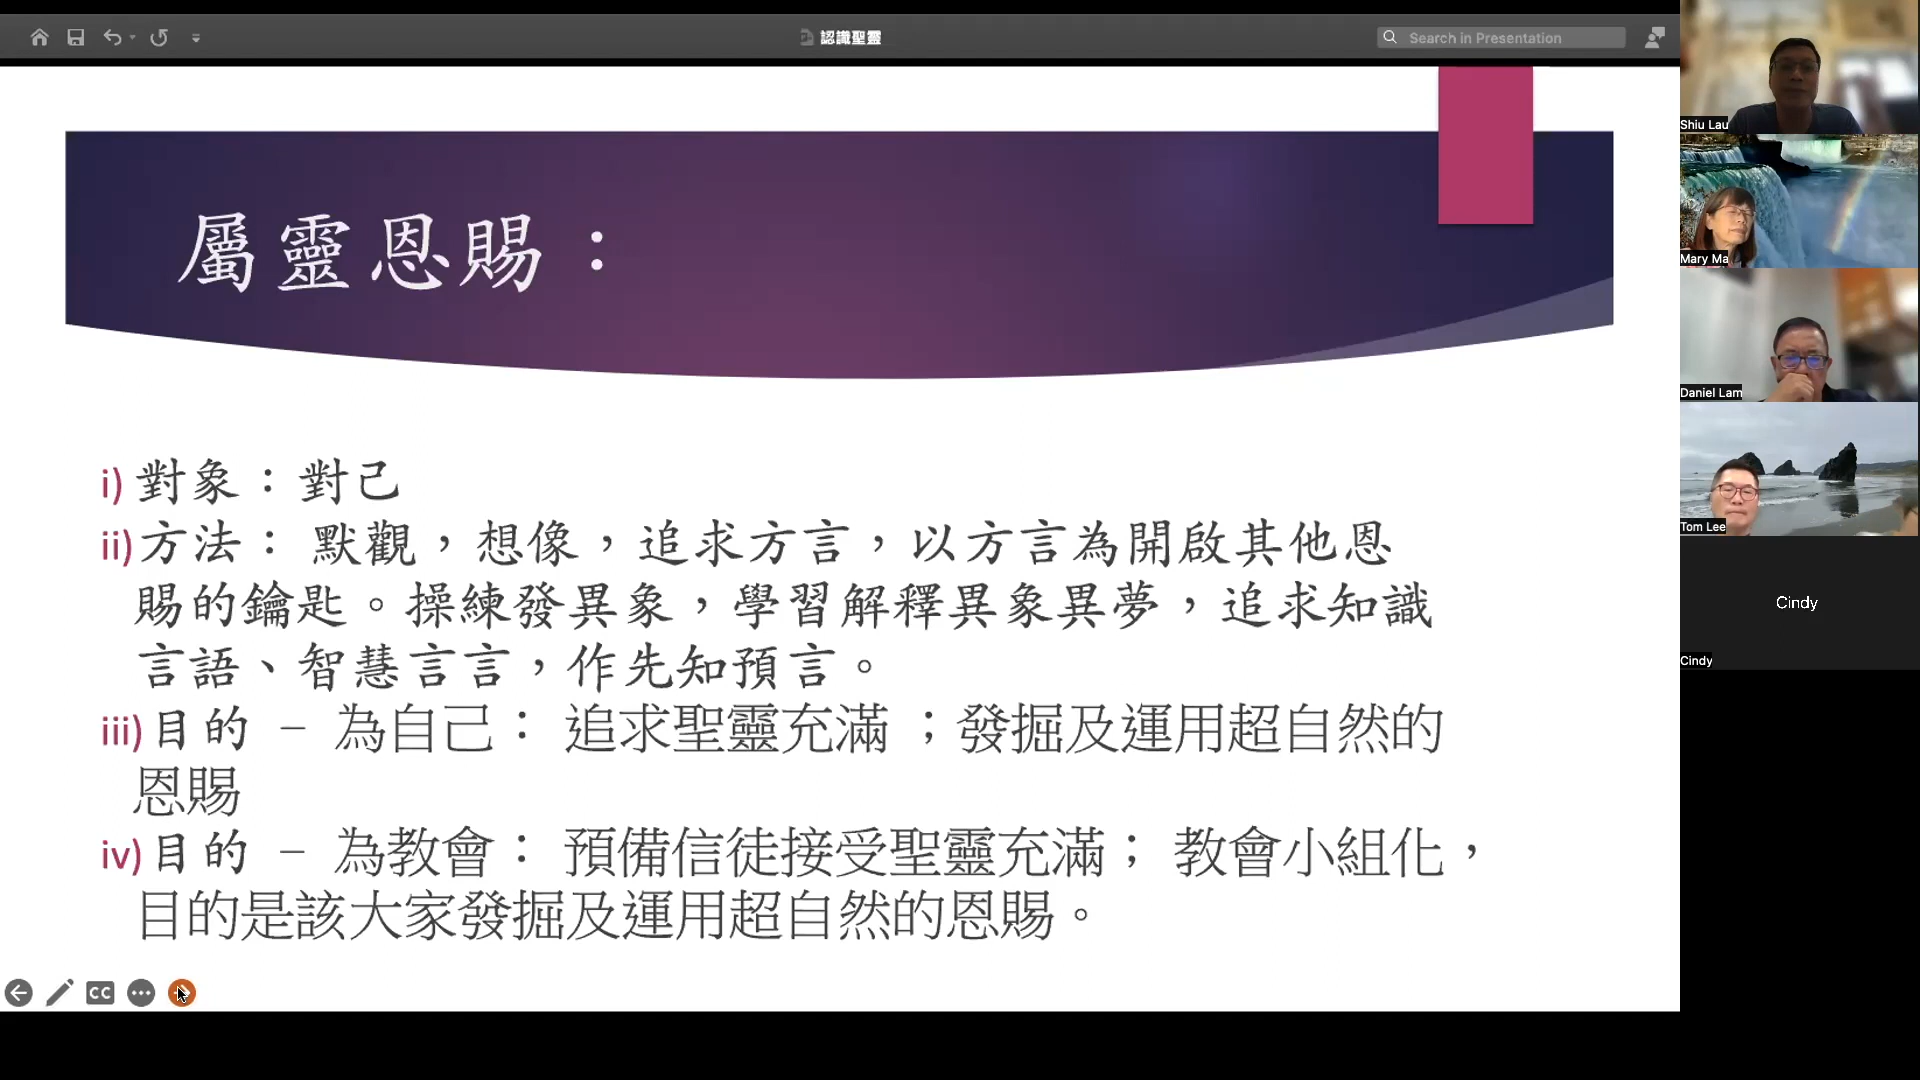 認識聖靈
Search in Presentation
屬靈恩賜：
i) 對象：對己
ii) 方法： 默觀，想像，追求方言，以方言為開啟其他恩
賜的鑰匙。操練發異象，學習解釋異象異夢，追求知識
言語、智慧言言，作先知預言。
iii) 目的 – 為自己： 追求聖靈充滿 ；發掘及運用超自然的
恩賜
iv) 目的 – 為教會： 預備信徒接受聖靈充滿； 教會小組化，
目的是該大家發掘及運用超自然的恩賜。
CC
Shiu Lau
Mary Ma
Daniel Lam
Tom Lee
Cindy
Cindy